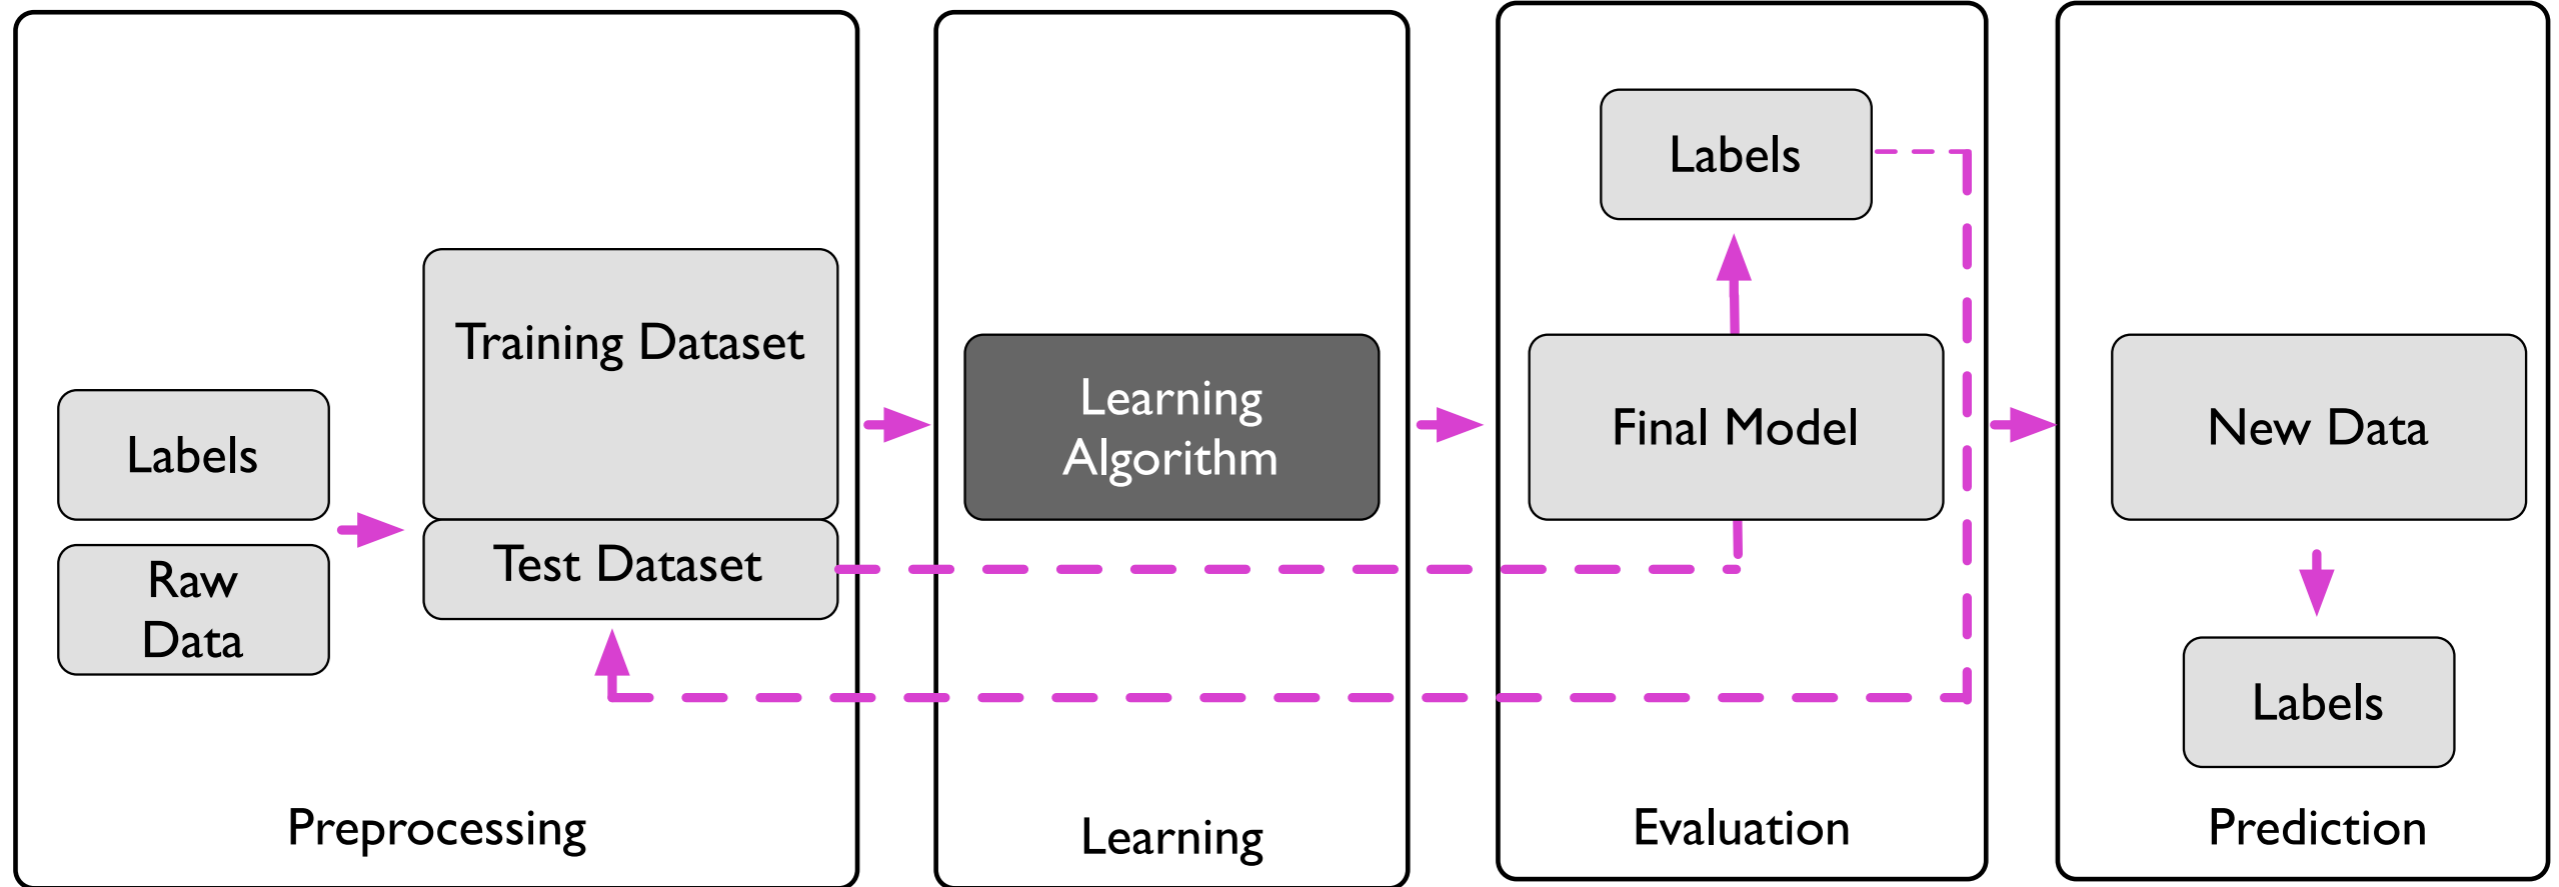 Labels
Raw
Data
Training Dataset
Test Dataset
Preprocessing
Learning
Algorithm
Learning
Labels
Final Model
Evaluation
New Data
Labels
Prediction